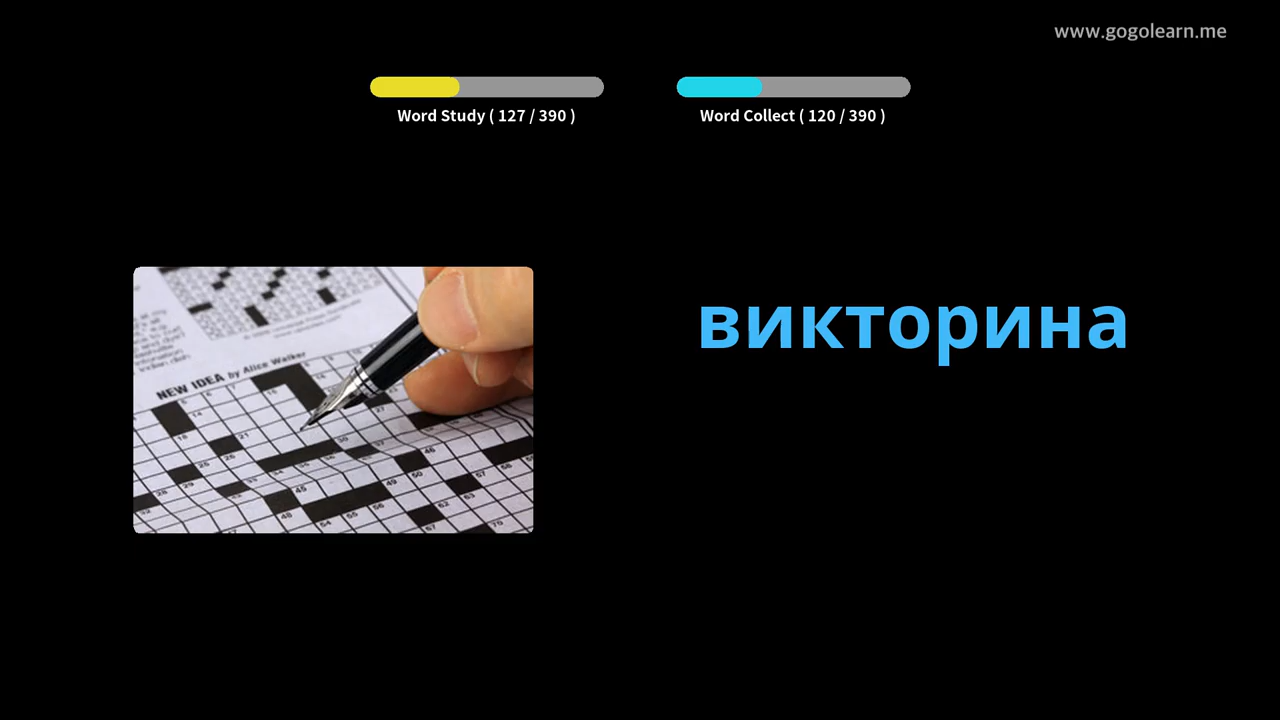 www.gogolearn.me
Word Study ( 127 / 390 )
Word Collect ( 120 / 390 )
викторина
NEW IDEA by Alice Walker